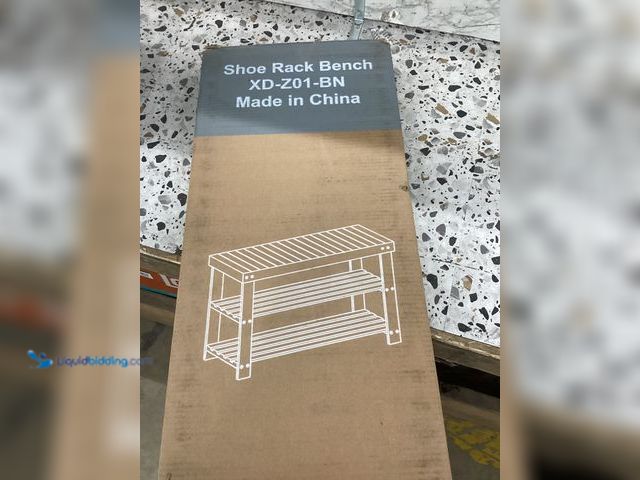 Shoe Rack Bench
XD-Z01-BN
Made in China
Liquidbidding.com